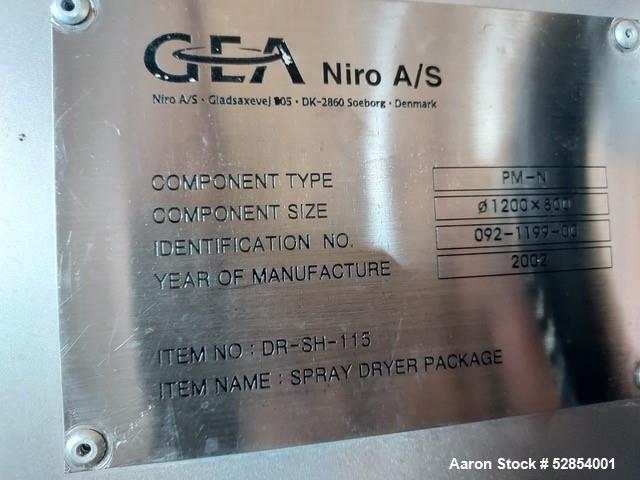 GEA Niro A/S
Niro A/S · Gladsaxevej 305 · DK-2860 Soeborg · Denmark
COMPONENT TYPE PM-N
COMPONENT SIZE Ø1200×800
IDENTIFICATION NO. 092-1199-00
YEAR OF MANUFACTURE 2002
ITEM NO : DR-SH-115
ITEM NAME : SPRAY DRYER PACKAGE
Aaron Stock # 52854001